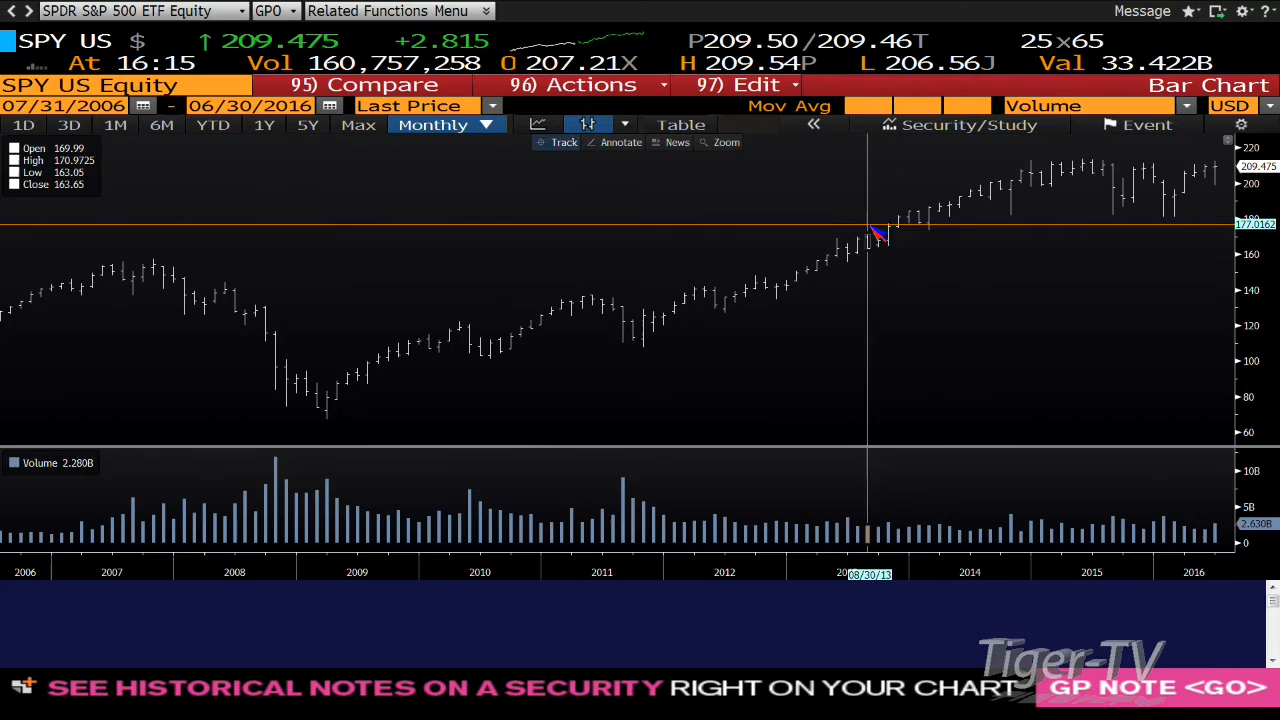 SPDR S&P 500 ETF Equity GPO Related Functions Menu Message
SPY US $ ↑ 209.475 +2.815 P209.50/209.46T 25x65
At 16:15 Vol 160,757,258 O 207.21X H 209.54P L 206.56J Val 33.422B
SPY US Equity 95) Compare 96) Actions 97) Edit Bar Chart
07/31/2006 - 06/30/2016 Last Price Mov Avg Volume USD
1D 3D 1M 6M YTD 1Y 5Y Max Monthly ▼ Table « Security/Study Event
Track Annotate News Zoom
Open 169.99
High 170.9725
Low 163.05
Close 163.65
220
209.475
200
180
177.0162
160
140
120
100
80
60
Volume 2.280B
10B
5B
2.630B
0
2006 2007 2008 2009 2010 2011 2012 08/30/13 2014 2015 2016
Tiger-TV
SEE HISTORICAL NOTES ON A SECURITY RIGHT ON YOUR CHART GP NOTE <GO>